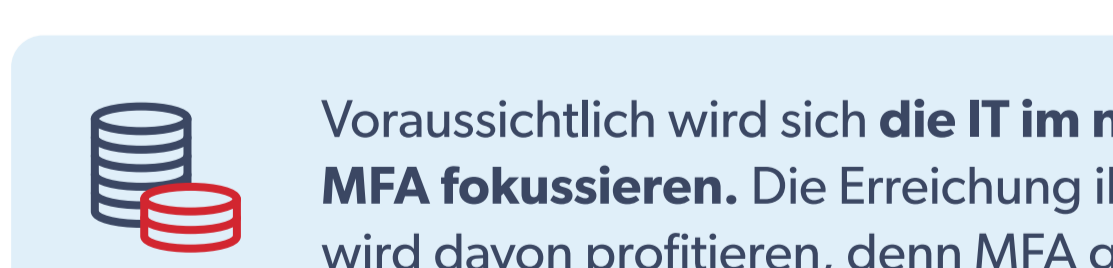 Voraussichtlich wird sich die IT im
MFA fokussieren. Die Erreichung
wird davon profitieren, denn MFA